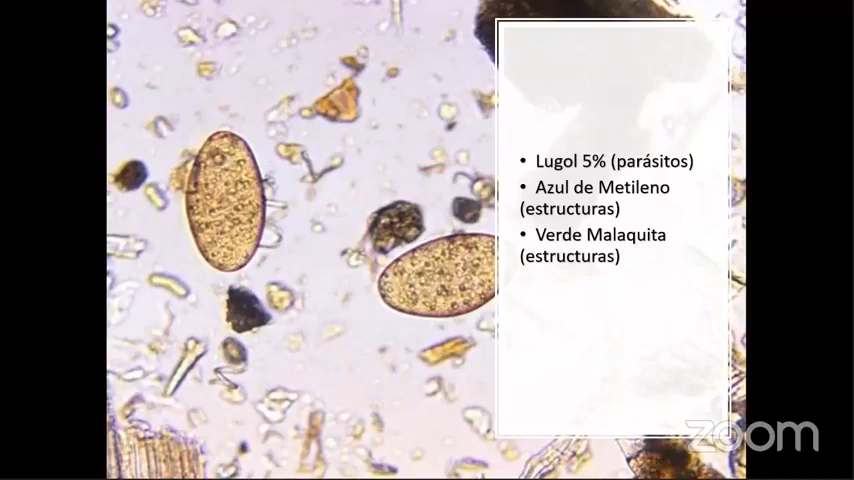 • Lugol 5% (parásitos)
• Azul de Metileno
(estructuras)
• Verde Malaquita
(estructuras)
zoom